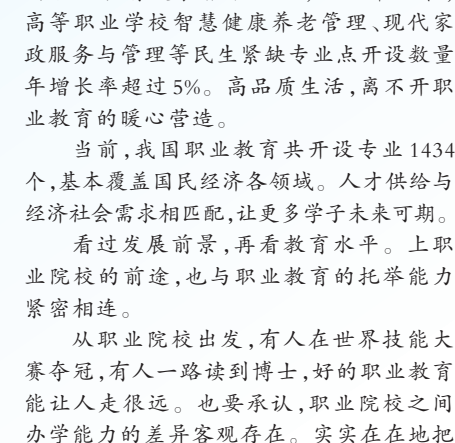 高等职业学校智慧健康养老管理、现代家
政服务与管理等民生紧缺专业点开设数量
年增长率超过5%。高品质生活,离不开职
业教育的暖心营造。
当前,我国职业教育共开设专业1434
个,基本覆盖国民经济各领域。人才供给与
经济社会需求相匹配,让更多学子未来可期。
看过发展前景,再看教育水平。上职
业院校的前途,也与职业教育的托举能力
紧密相连。
从职业院校出发,有人在世界技能大
赛夺冠,有人一路读到博士,好的职业教育
能让人走很远。也要承认,职业院校之间
办学能力的差异客观存在。实实在在地把